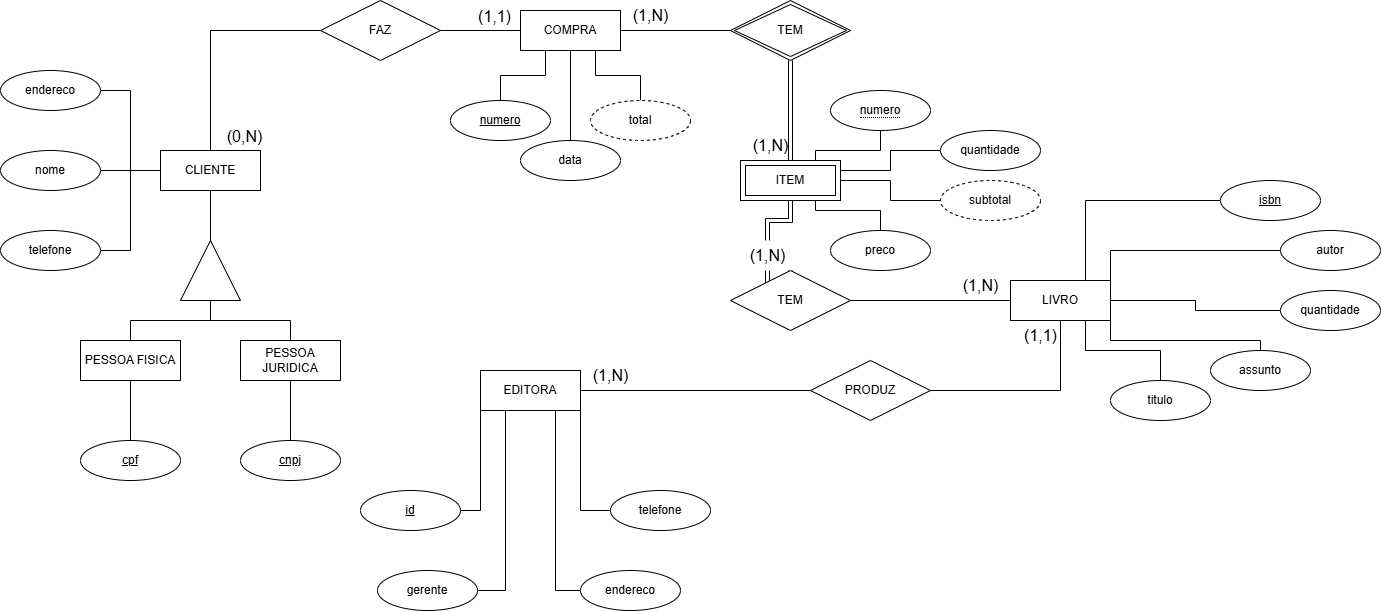 FAZ
(1,1)
COMPRA
(1,N)
TEM
endereco
numero
total
numero
data
(0,N)
(1,N)
quantidade
nome
CLIENTE
ITEM
subtotal
isbn
telefone
preco
autor
(1,N)
(1,N)
TEM
LIVRO
quantidade
(1,1)
PESSOA FISICA
PESSOA
JURIDICA
assunto
EDITORA
(1,N)
PRODUZ
titulo
cpf
cnpj
id
telefone
gerente
endereco